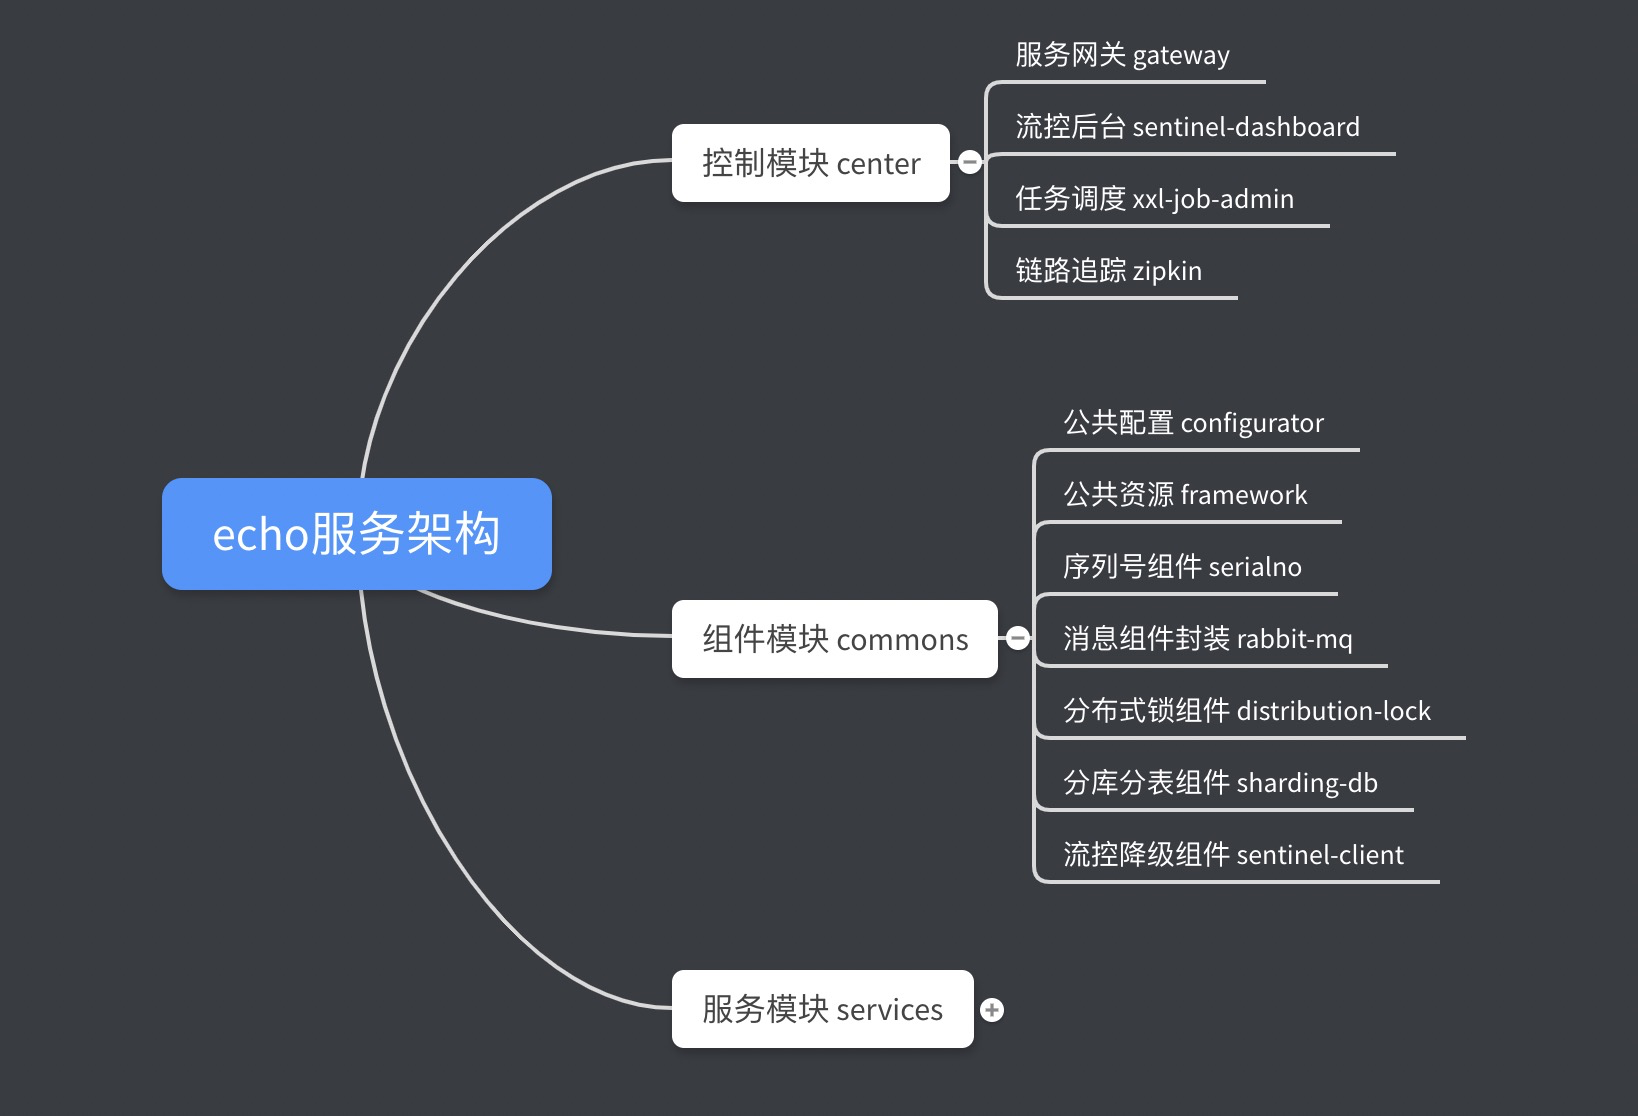 服务网关 gateway
流控后台 sentinel-dashboard
控制模块 center
任务调度 xxl-job-admin
链路追踪 zipkin
echo服务架构
公共配置 configurator
公共资源 framework
序列号组件 serialno
组件模块 commons
消息组件封装 rabbit-mq
分布式锁组件 distribution-lock
分库分表组件 sharding-db
流控降级组件 sentinel-client
服务模块 services